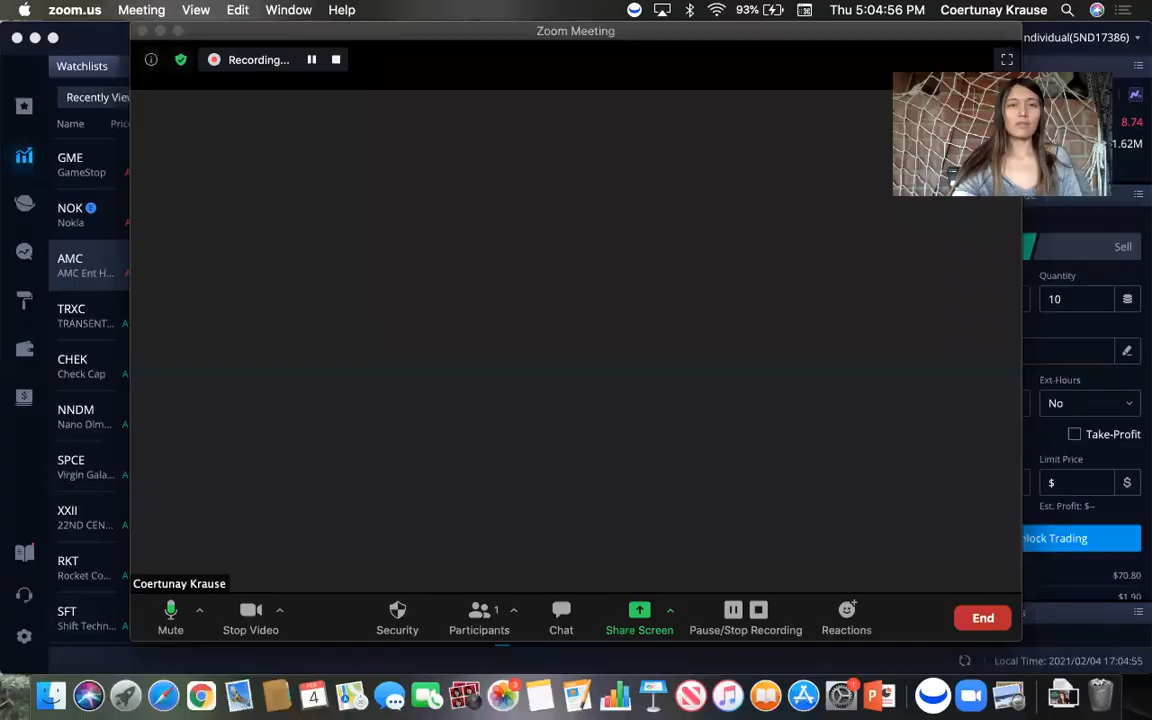 zoom.us Meeting View Edit Window Help 93% Thu 5:04:56 PM Coertunay Krause
Zoom Meeting
ndividual(5ND17386)
Recording...
Watchlists
Recently Vie
Name Price
8.74
1.62M
GME
GameStop
NOK E
Nokia
AMC
AMC Ent H...
TRXC
TRANSENT...
CHEK
Check Cap
NNDM
Nano Dim...
SPCE
Virgin Gala...
XXII
22ND CEN...
RKT
Rocket Co...
SFT
Shift Techn...
Sell
Quantity
10
Ext-Hours
No
Take-Profit
Limit Price
$ $
Est. Profit: $--
nlock Trading
$70.80
$1.90
Coertunay Krause
Mute
Stop Video
Security
1
Participants
Chat
Share Screen
Pause/Stop Recording
Reactions
End
Local Time: 2021/02/04 17:04:55
FEB
4